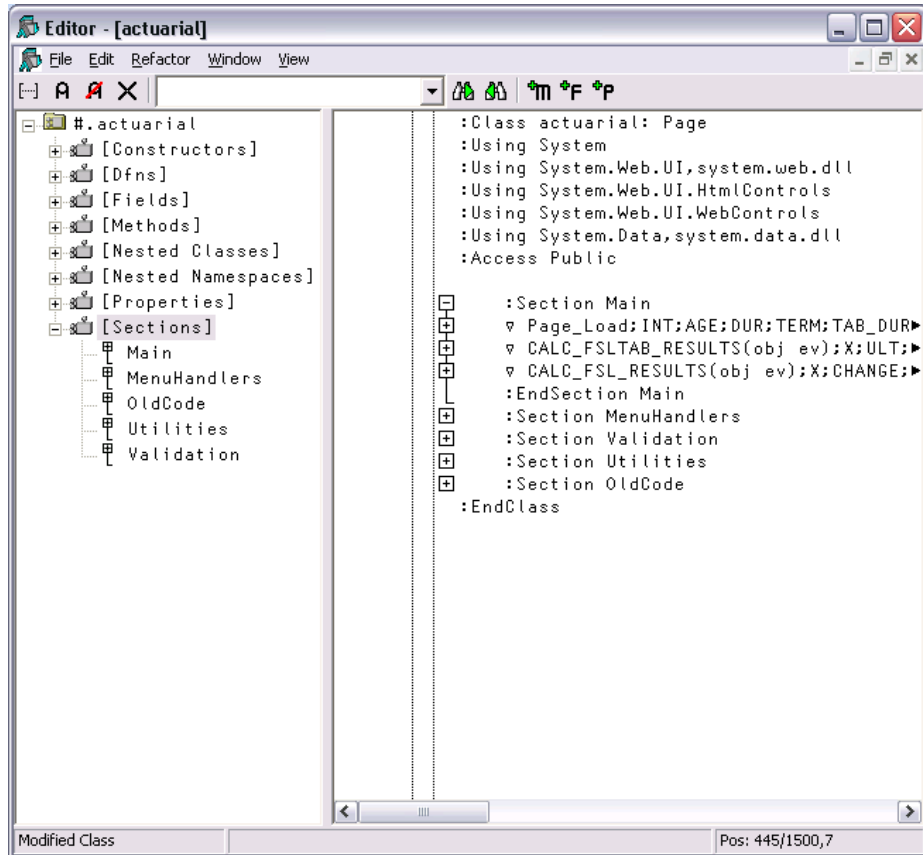 Editor - [actuarial]
File Edit Refactor Window View
A A m F P
#.actuarial
[Constructors]
[Dfns]
[Fields]
[Methods]
[Nested Classes]
[Nested Namespaces]
[Properties]
[Sections]
Main
MenuHandlers
OldCode
Utilities
Validation
:Class actuarial: Page
:Using System
:Using System.Web.UI,system.web.dll
:Using System.Web.UI.HtmlControls
:Using System.Web.UI.WebControls
:Using System.Data,system.data.dll
:Access Public
:Section Main
∇ Page_Load;INT;AGE;DUR;TERM;TAB_DUR
∇ CALC_FSLTAB_RESULTS(obj ev);X;ULT;
∇ CALC_FSL_RESULTS(obj ev);X;CHANGE;
:EndSection Main
:Section MenuHandlers
:Section Validation
:Section Utilities
:Section OldCode
:EndClass
Modified Class
Pos: 445/1500,7